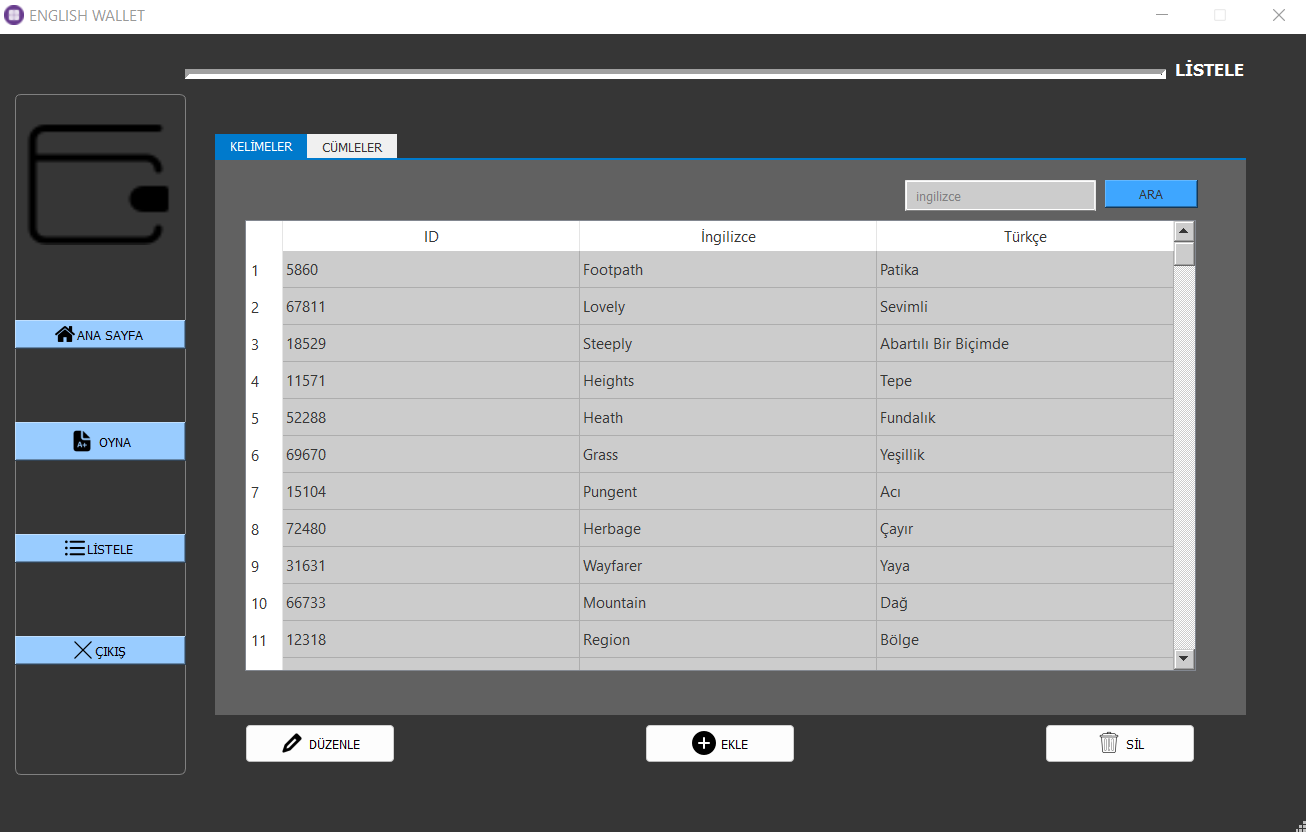 ENGLISH WALLET
LİSTELE
KELİMELER CÜMLELER
ingilizce ARA
ID İngilizce Türkçe
1 5860 Footpath Patika
2 67811 Lovely Sevimli
3 18529 Steeply Abartılı Bir Biçimde
4 11571 Heights Tepe
5 52288 Heath Fundalık
6 69670 Grass Yeşillik
7 15104 Pungent Acı
8 72480 Herbage Çayır
9 31631 Wayfarer Yaya
10 66733 Mountain Dağ
11 12318 Region Bölge
ANA SAYFA
A+ OYNA
LİSTELE
ÇIKIŞ
DÜZENLE EKLE SİL